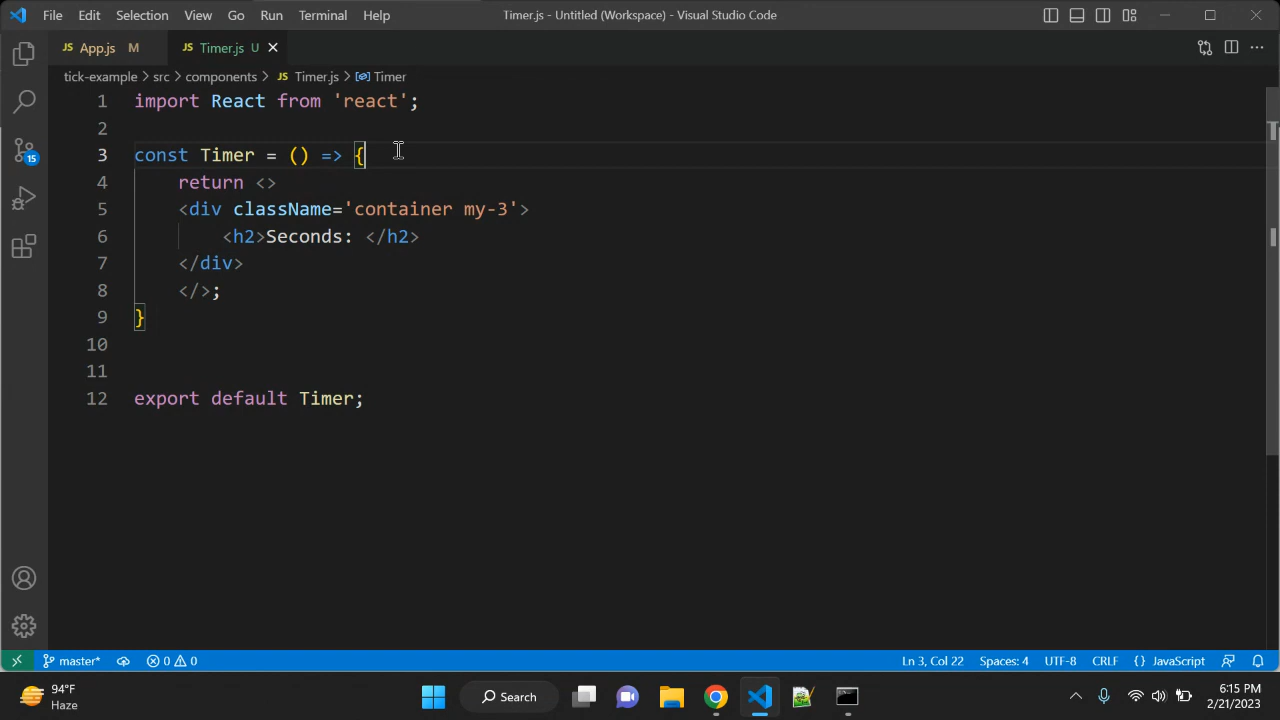 File Edit Selection View Go Run Terminal Help Timer.js - Untitled (Workspace) - Visual Studio Code
JS App.js M JS Timer.js U
tick-example > src > components > JS Timer.js > Timer
1 import React from 'react';
2
3 const Timer = () => {
4 return <>
5 <div className='container my-3'>
6 <h2>Seconds: </h2>
7 </div>
8 </>;
9 }
10
11
12 export default Timer;
15
master* 0 0 Ln 3, Col 22 Spaces: 4 UTF-8 CRLF {} JavaScript
94°F
Haze
Search
6:15 PM
2/21/2023